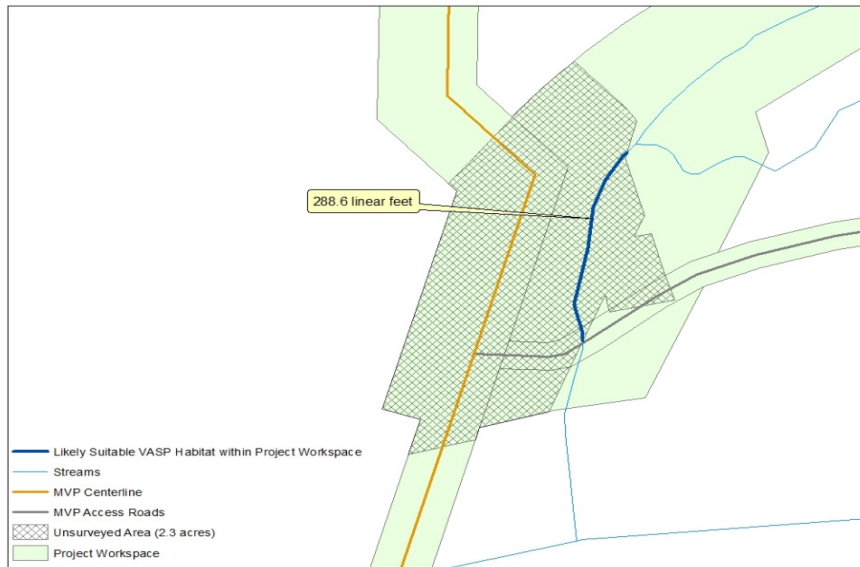 288.6 linear feet
Likely Suitable VASP Habitat within Project Workspace
Streams
MVP Centerline
MVP Access Roads
Unsurveyed Area (2.3 acres)
Project Workspace